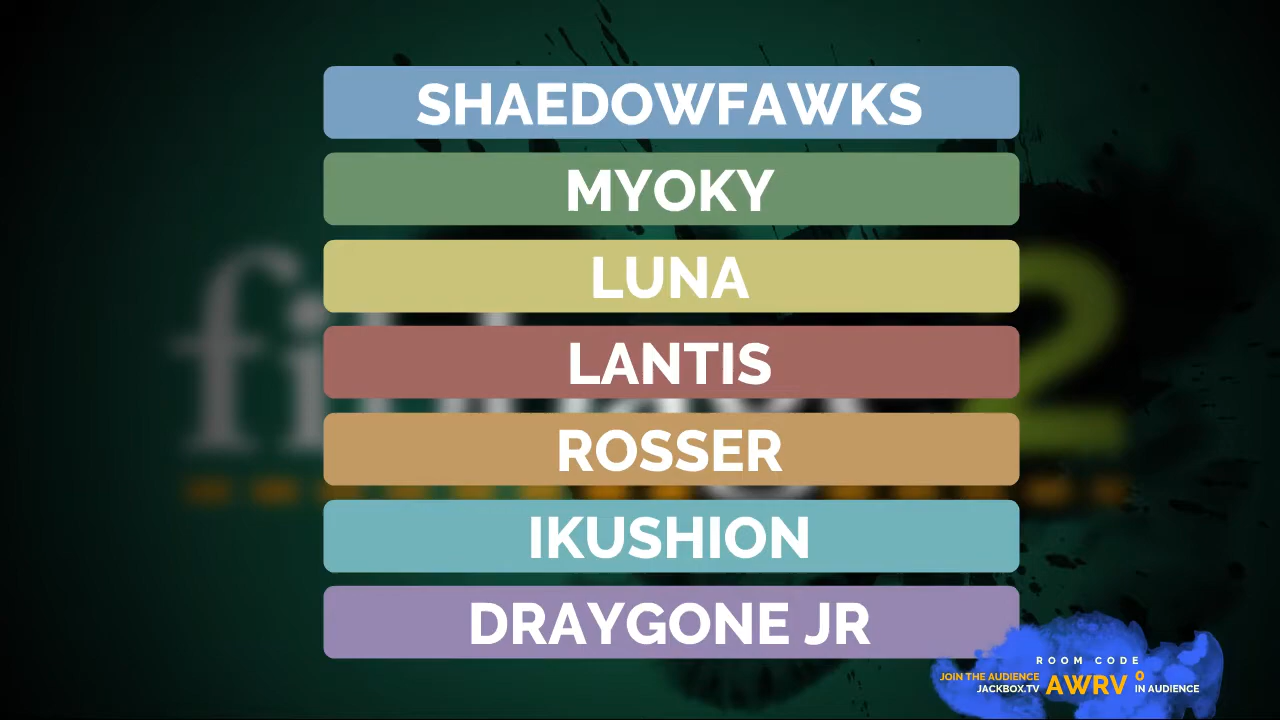 SHAEDOWFAWKS
MYOKY
LUNA
LANTIS
ROSSER
IKUSHION
DRAYGONE JR
ROOM CODE
JOIN THE AUDIENCE
JACKBOX.TV
AWRV
0
IN AUDIENCE